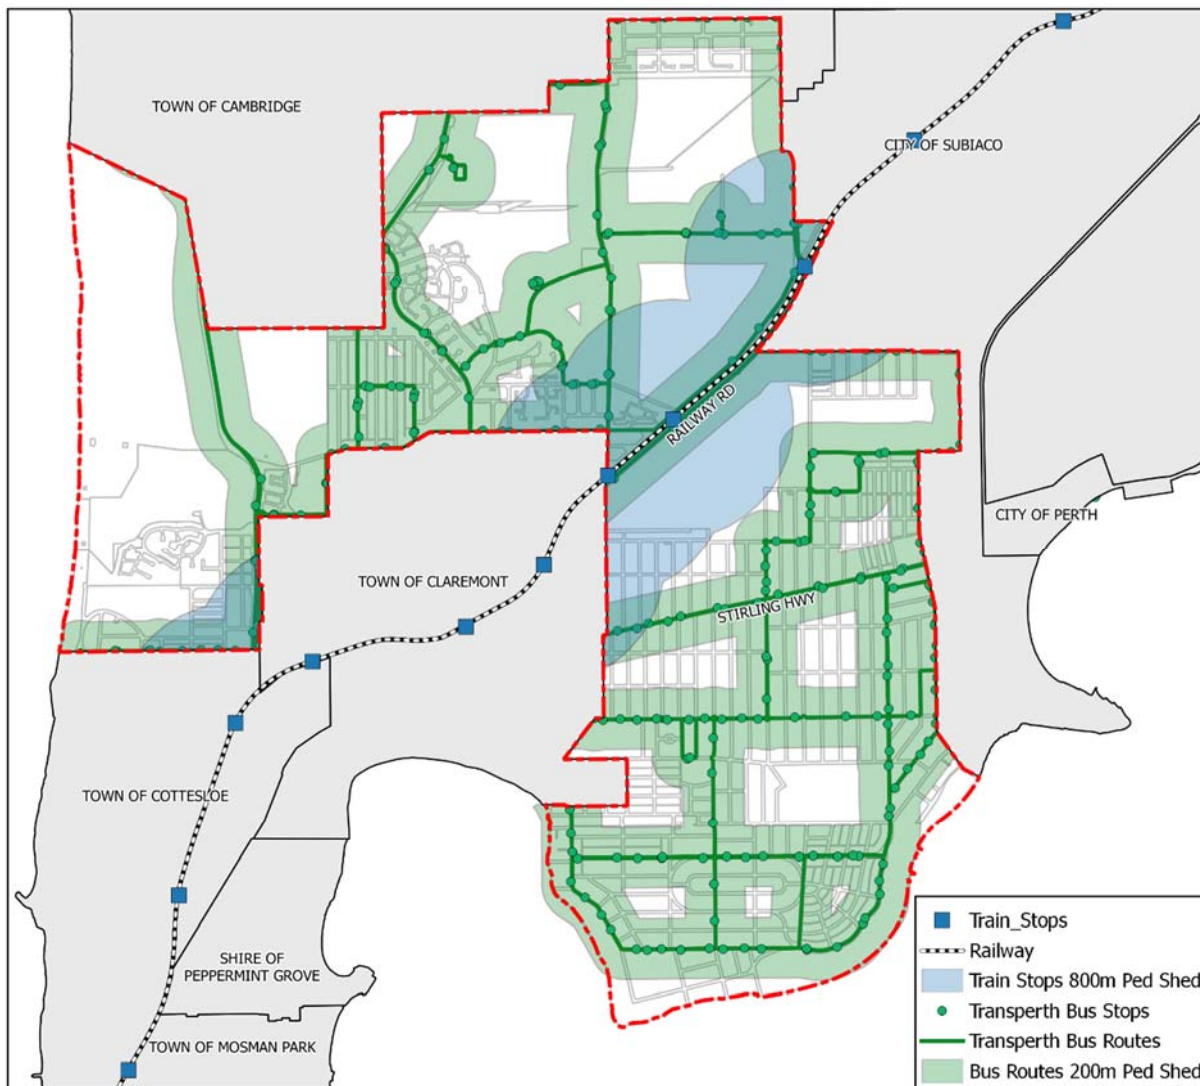 TOWN OF CAMBRIDGE
CITY OF SUBIACO
RAILWAY RD
CITY OF PERTH
TOWN OF CLAREMONT
STIRLING HWY
TOWN OF COTTESLOE
SHIRE OF
PEPPERMINT GROVE
TOWN OF MOSMAN PARK
Train_Stops
Railway
Train Stops 800m Ped Shed
Transperth Bus Stops
Transperth Bus Routes
Bus Routes 200m Ped Shed